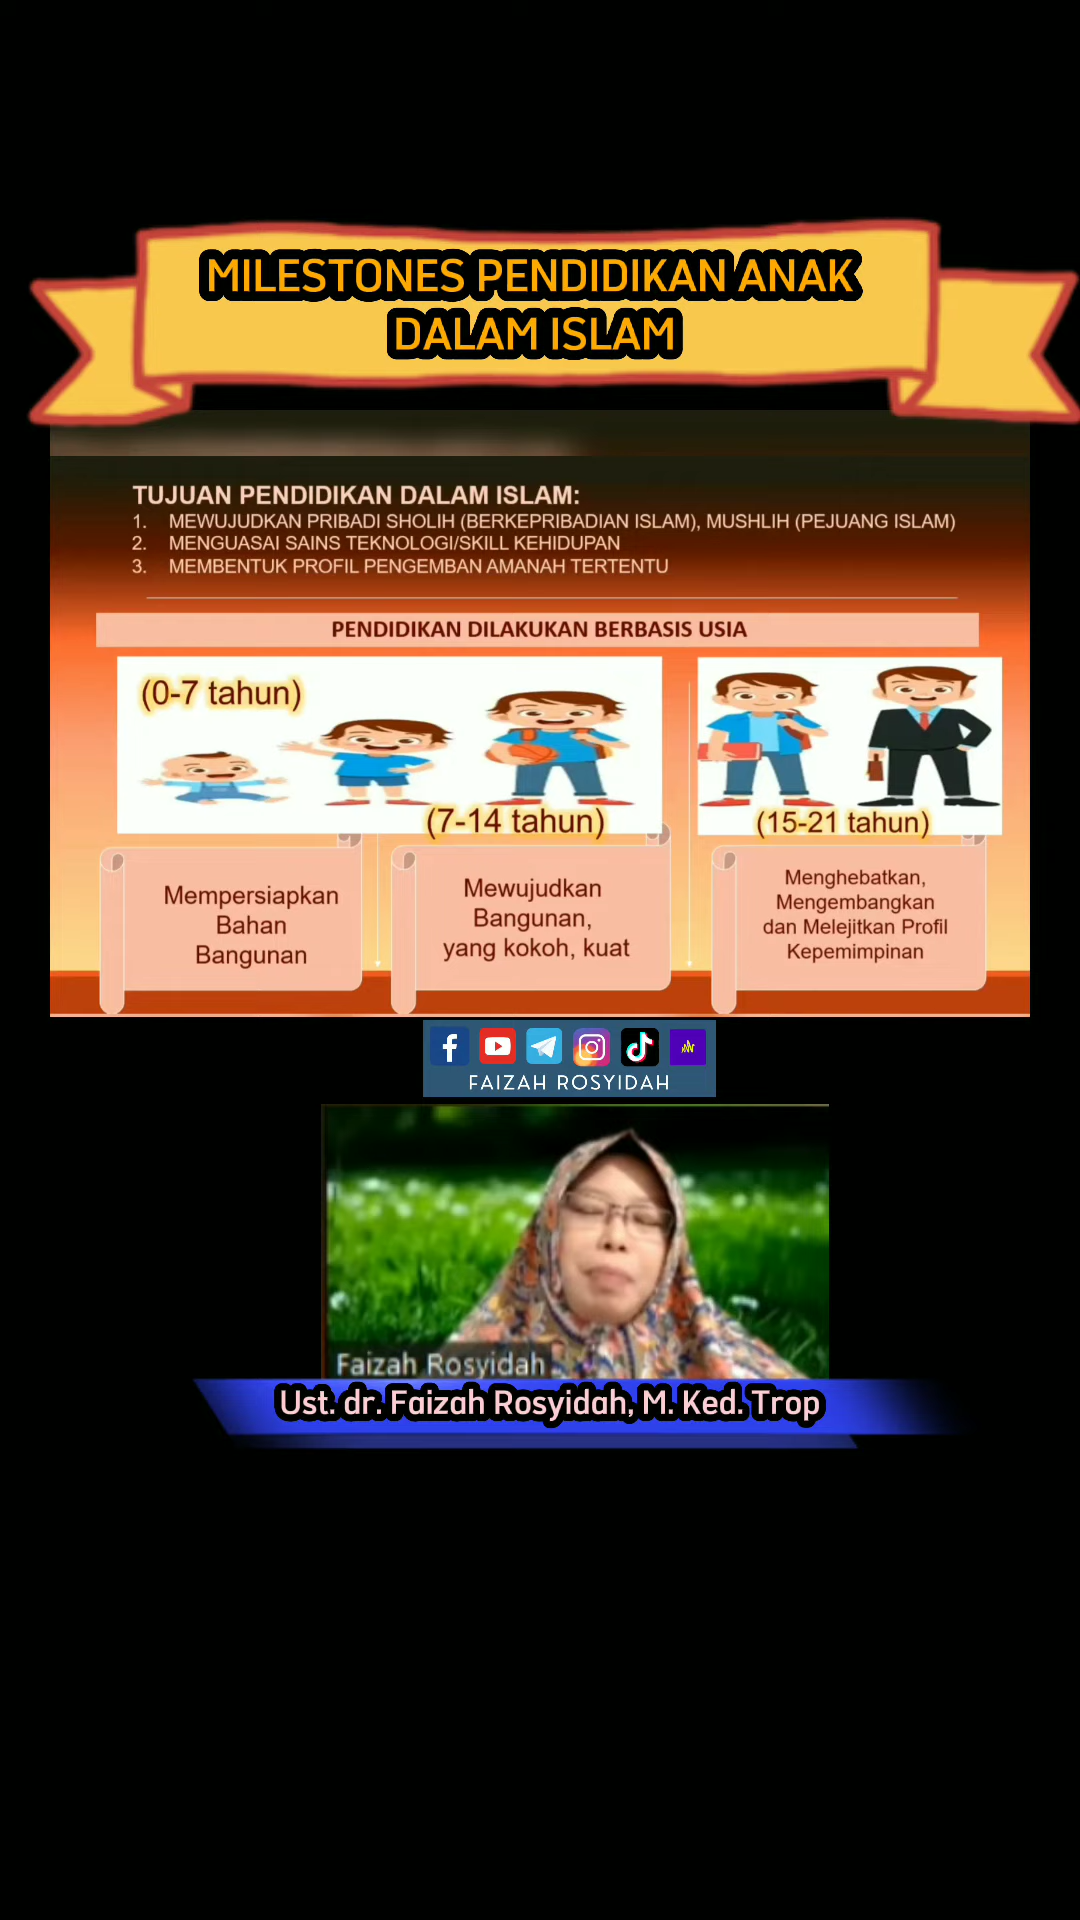 MILESTONES PENDIDIKAN ANAK
DALAM ISLAM
TUJUAN PENDIDIKAN DALAM ISLAM:
1. MEWUJUDKAN PRIBADI SHOLIH (BERKEPRIBADIAN ISLAM), MUSHLIH (PEJUANG ISLAM)
2. MENGUASAI SAINS TEKNOLOGI/SKILL KEHIDUPAN
3. MEMBENTUK PROFIL PENGEMBAN AMANAH TERTENTU
PENDIDIKAN DILAKUKAN BERBASIS USIA
(0-7 tahun)
(7-14 tahun)
(15-21 tahun)
Mempersiapkan
Bahan
Bangunan
Mewujudkan
Bangunan,
yang kokoh, kuat
Menghebatkan,
Mengembangkan
dan Melejitkan Profil
Kepemimpinan
FAIZAH ROSYIDAH
Faizah Rosyidah
Ust. dr. Faizah Rosyidah, M. Ked. Trop